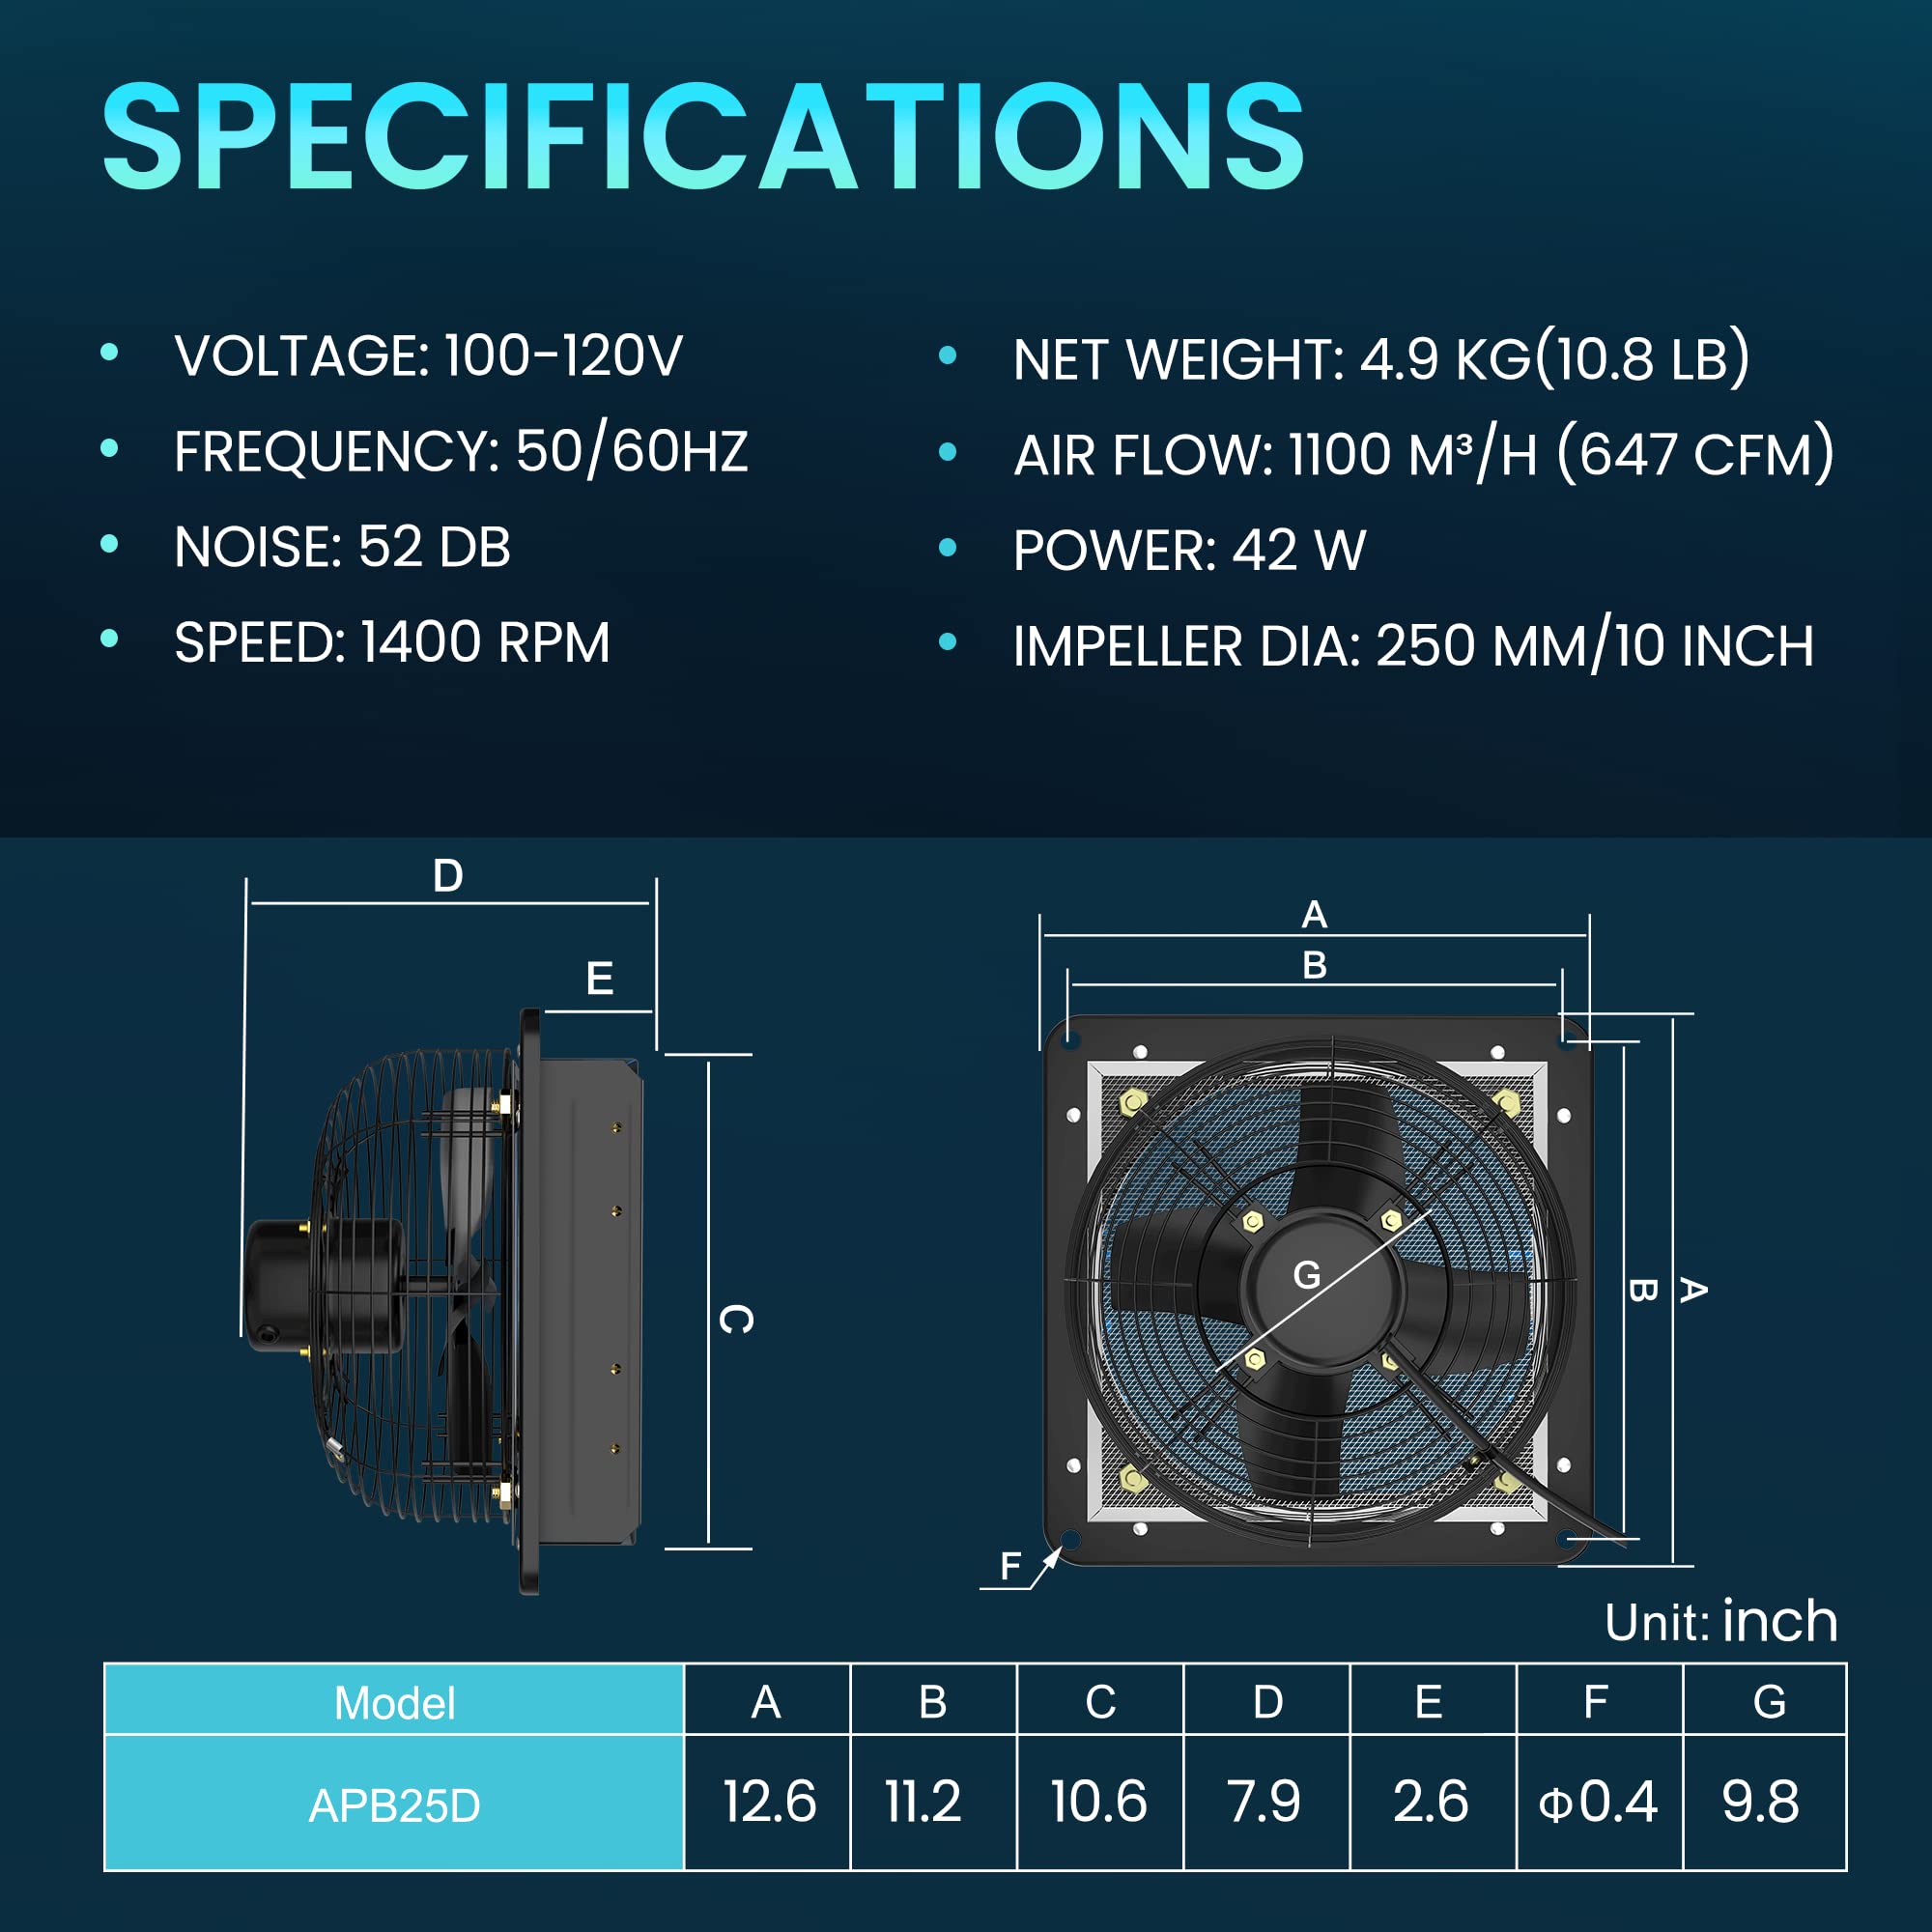 SPECIFICATIONS
VOLTAGE: 100-120V
FREQUENCY: 50/60HZ
NOISE: 52 DB
SPEED: 1400 RPM
NET WEIGHT: 4.9 KG(10.8 LB)
AIR FLOW: 1100 M³/H (647 CFM)
POWER: 42 W
IMPELLER DIA: 250 MM/10 INCH
D
E
C
A
B
G
B
A
F
Unit: inch
Model A B C D E F G
APB25D 12.6 11.2 10.6 7.9 2.6 Φ0.4 9.8